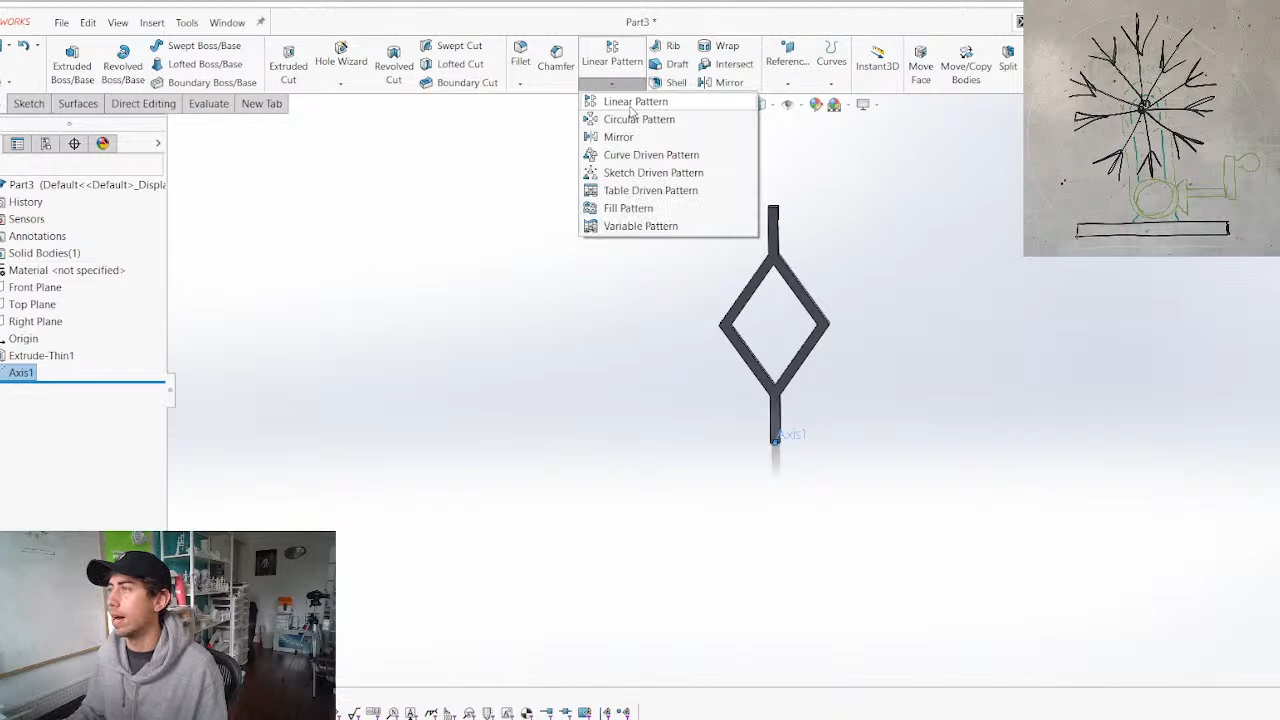 WORKS File Edit View Insert Tools Window Part3 *
Extruded Boss/Base
Revolved Boss/Base
Swept Boss/Base
Lofted Boss/Base
Boundary Boss/Base
Extruded Cut
Hole Wizard
Revolved Cut
Swept Cut
Lofted Cut
Boundary Cut
Fillet
Chamfer
Linear Pattern
Rib
Draft
Shell
Wrap
Intersect
Mirror
Referenc...
Curves
Instant3D
Move Face
Move/Copy Bodies
Split
Sketch Surfaces Direct Editing Evaluate New Tab
Linear Pattern
Circular Pattern
Mirror
Curve Driven Pattern
Sketch Driven Pattern
Table Driven Pattern
Fill Pattern
Variable Pattern
Part3 (Default<<Default>_Displa
History
Sensors
Annotations
Solid Bodies(1)
Material <not specified>
Front Plane
Top Plane
Right Plane
Origin
Extrude-Thin1
Axis1
Axis1